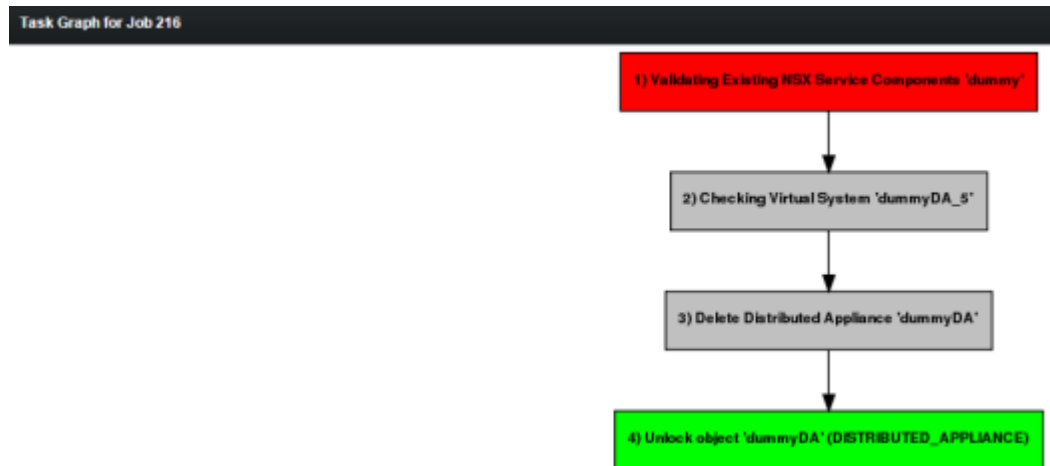 Task Graph for Job 216
1) Validating Existing NSX Service Components 'dummy'
2) Checking Virtual System 'dummyDA_5'
3) Delete Distributed Appliance 'dummyDA'
4) Unlock object 'dummyDA' (DISTRIBUTED_APPLIANCE)